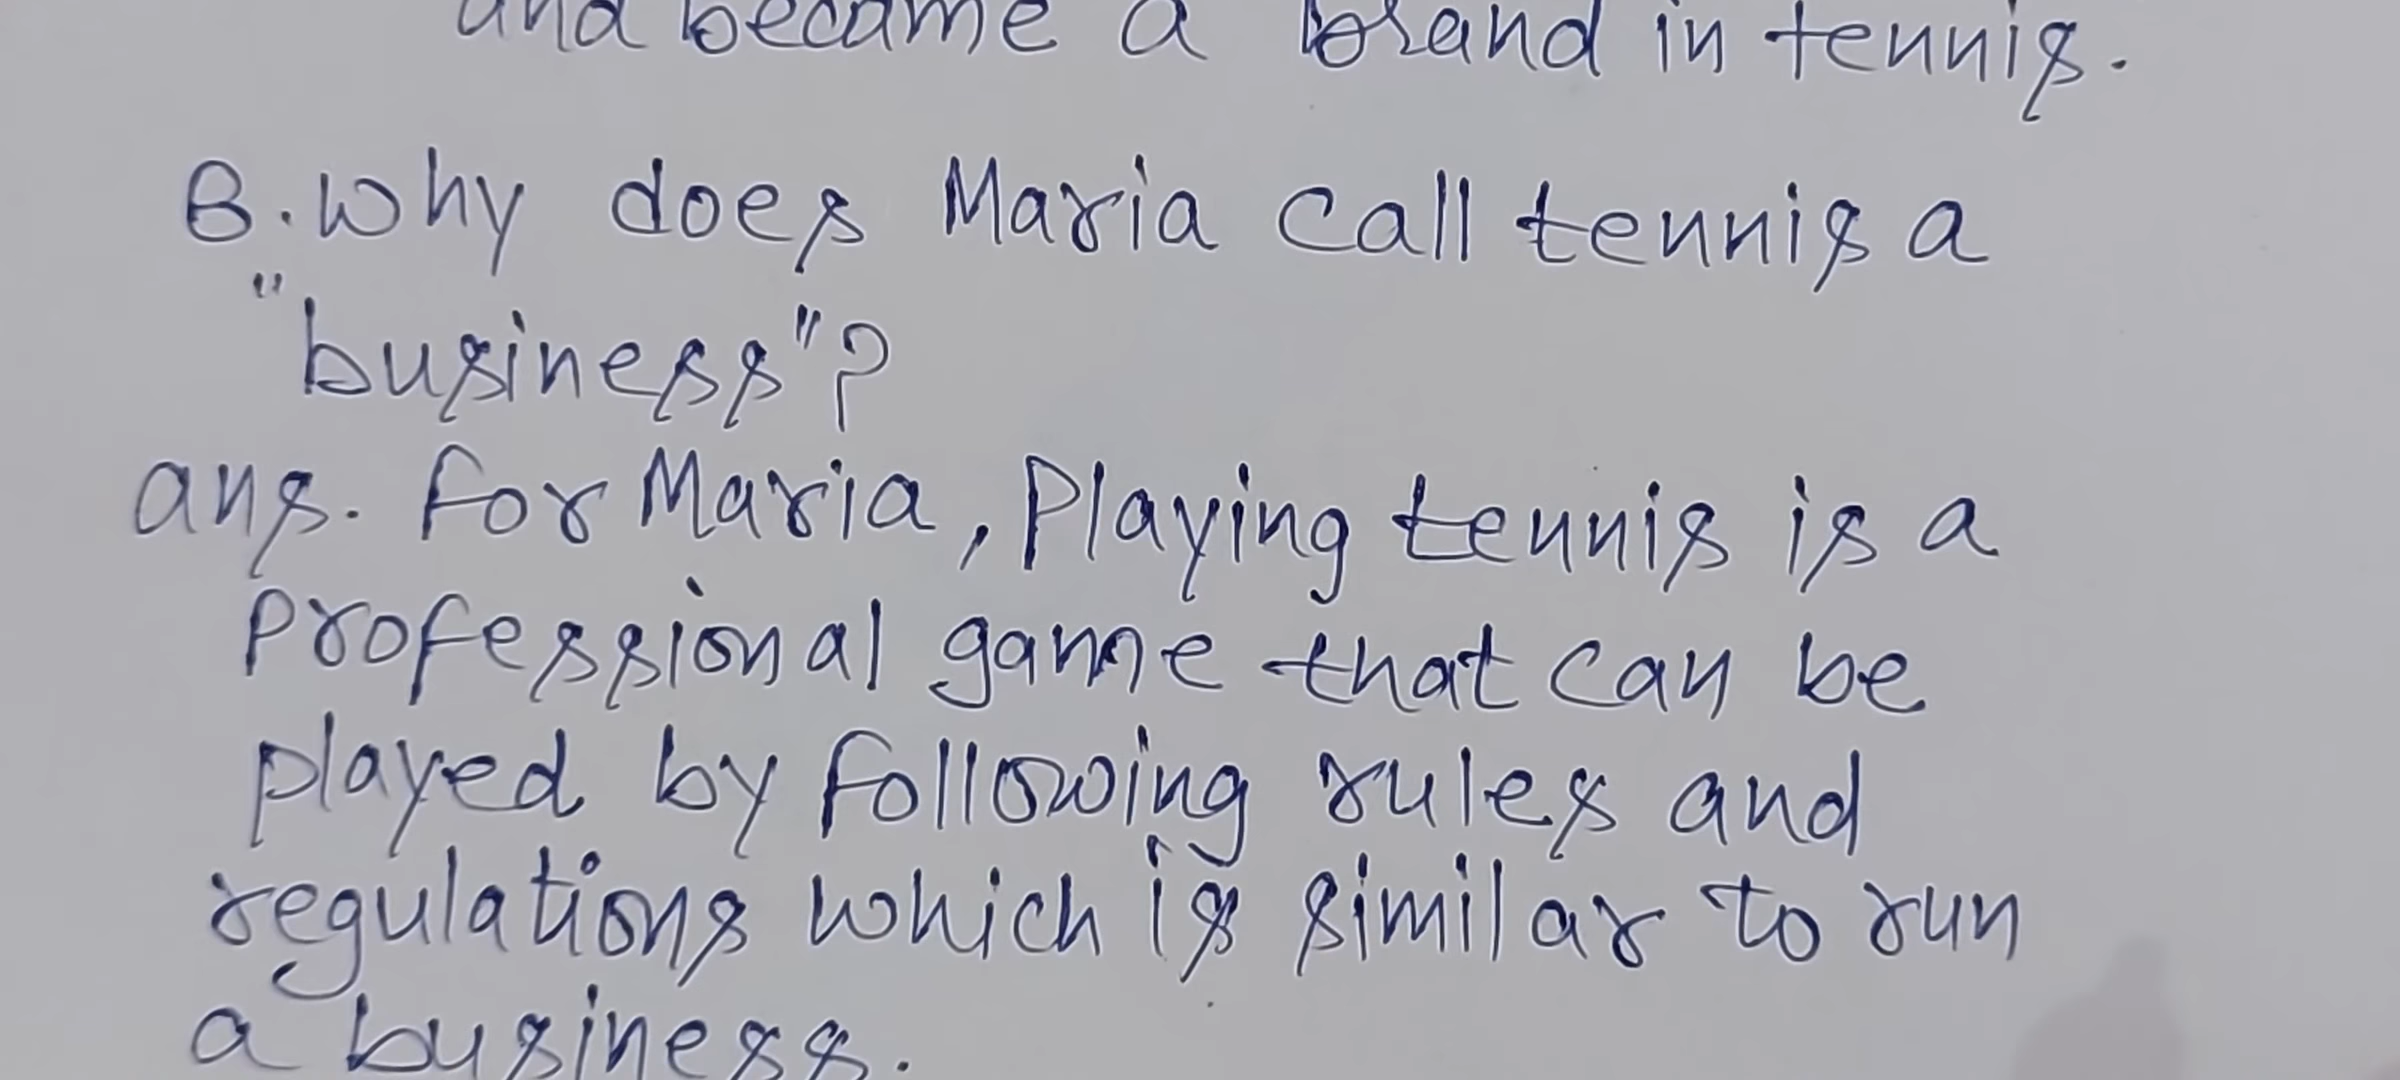 and became a brand in tennis.
B. Why does Maria call tennis a
"business"?
ans. For Maria, Playing tennis is a
Professional game that can be
played by following rules and
regulations which is similar to run
a business.